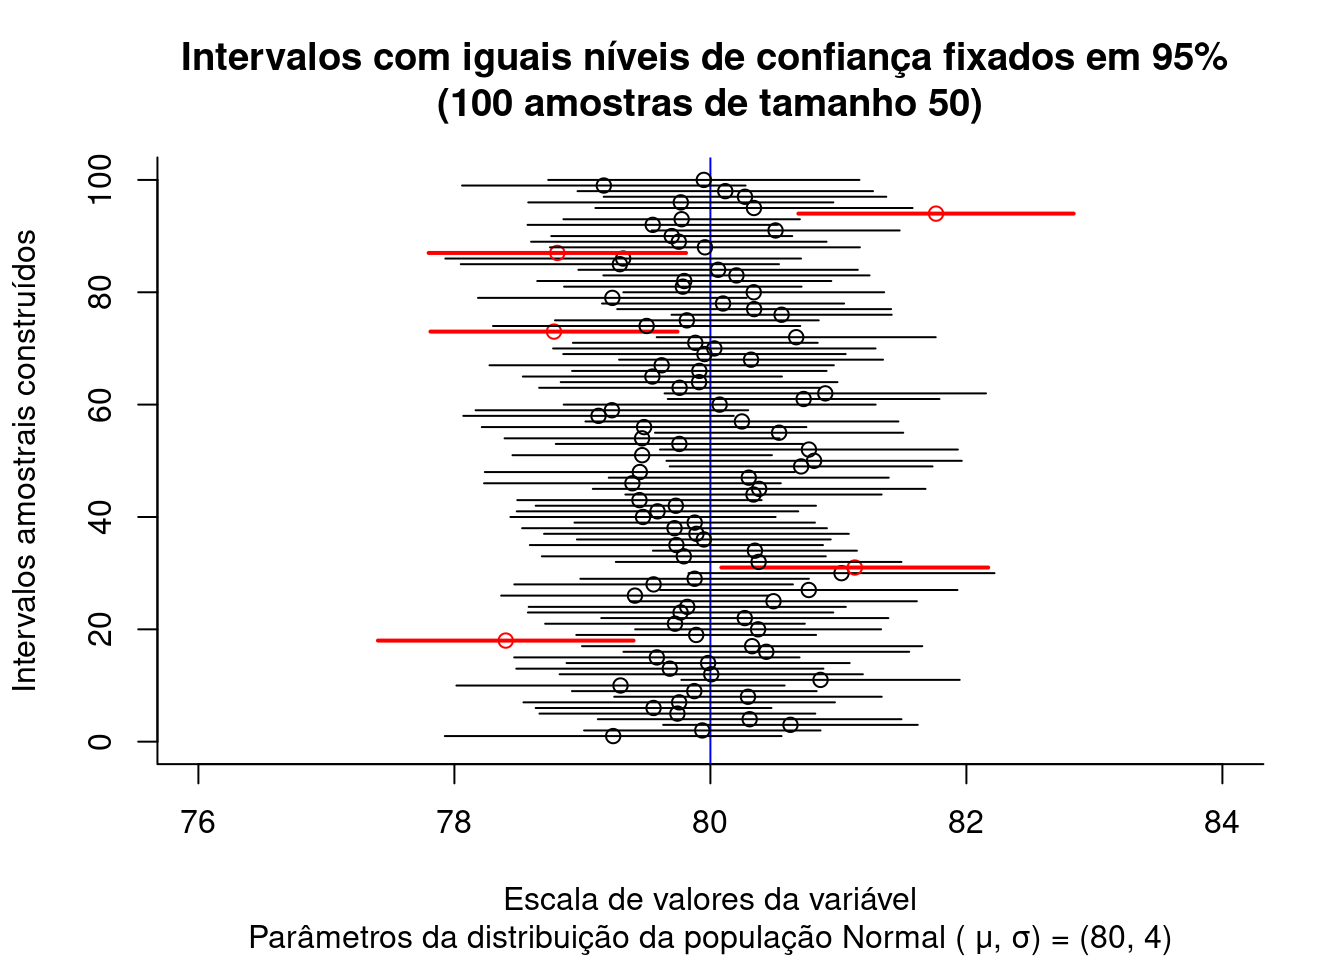 Intervalos com iguais níveis de confiança fixados em 95%
(100 amostras de tamanho 50)
Intervalos amostrais construídos
100
80
60
40
20
0
76 78 80 82 84
Escala de valores da variável
Parâmetros da distribuição da população Normal ( μ, σ) = (80, 4)